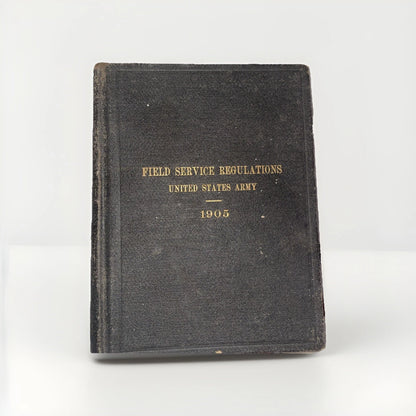 FIELD SERVICE REGULATIONS
UNITED STATES ARMY
1905